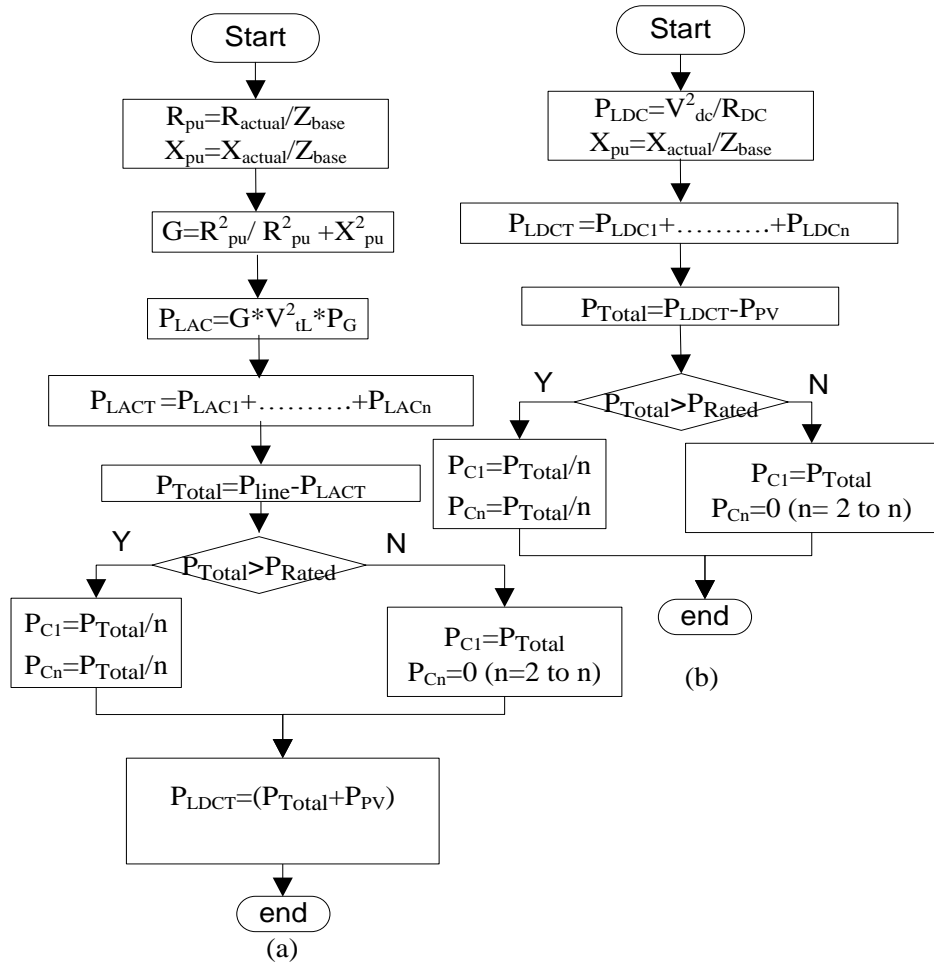 Start
R_pu=R_actual/Z_base
X_pu=X_actual/Z_base
G=R²_pu/ R²_pu +X²_pu
P_LAC=G*V²_tL*P_G
P_LACT =P_LAC1+……….+P_LACn
P_Total=P_line-P_LACT
Y
N
P_Total>P_Rated
P_C1=P_Total/n
P_Cn=P_Total/n
P_C1=P_Total
P_Cn=0 (n=2 to n)
P_LDCT=(P_Total+P_PV)
end
(a)
Start
P_LDC=V²_dc/R_DC
X_pu=X_actual/Z_base
P_LDCT =P_LDC1+……….+P_LDCn
P_Total=P_LDCT-P_PV
Y
N
P_Total>P_Rated
P_C1=P_Total/n
P_Cn=P_Total/n
P_C1=P_Total
P_Cn=0 (n= 2 to n)
end
(b)